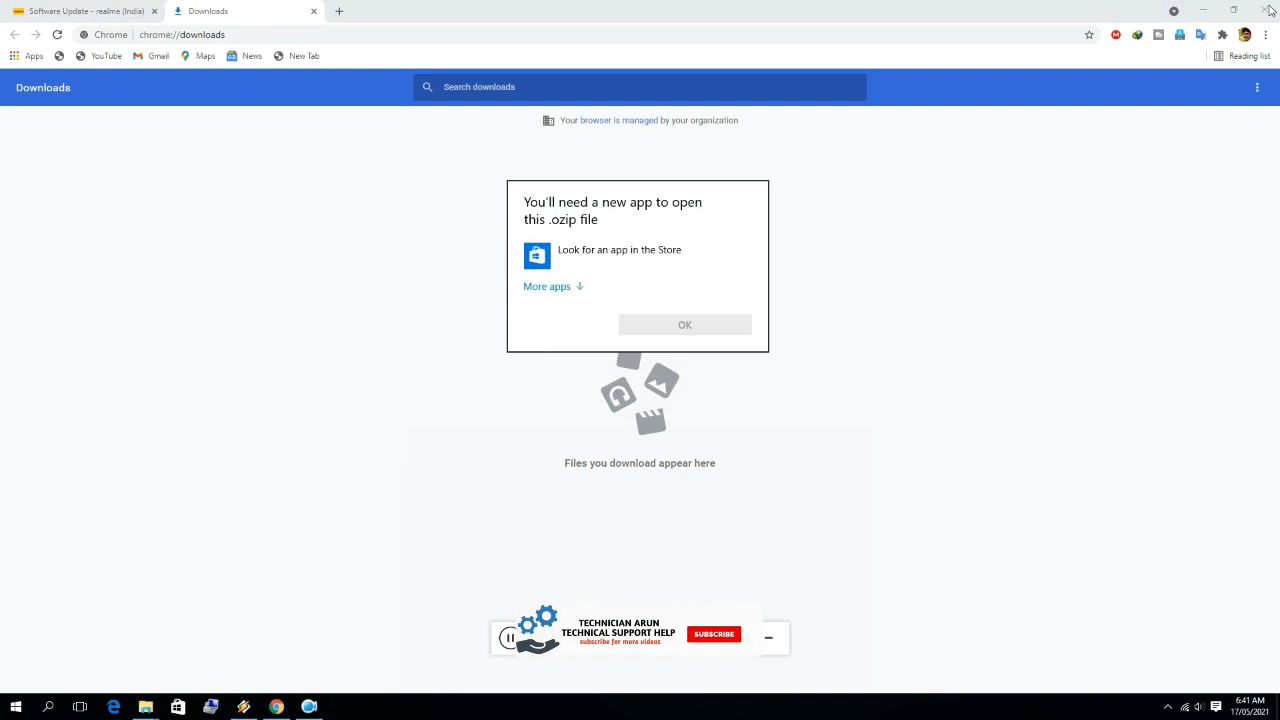 Software Update - realme (India)
Downloads
Chrome | chrome://downloads
Apps
YouTube
Gmail
Maps
News
New Tab
Reading list
Downloads
Search downloads
Your browser is managed by your organization
You'll need a new app to open
this .ozip file
Look for an app in the Store
More apps
OK
Files you download appear here
TECHNICIAN ARUN
TECHNICAL SUPPORT HELP
subscribe for more videos
SUBSCRIBE
6:41 AM
17/05/2021